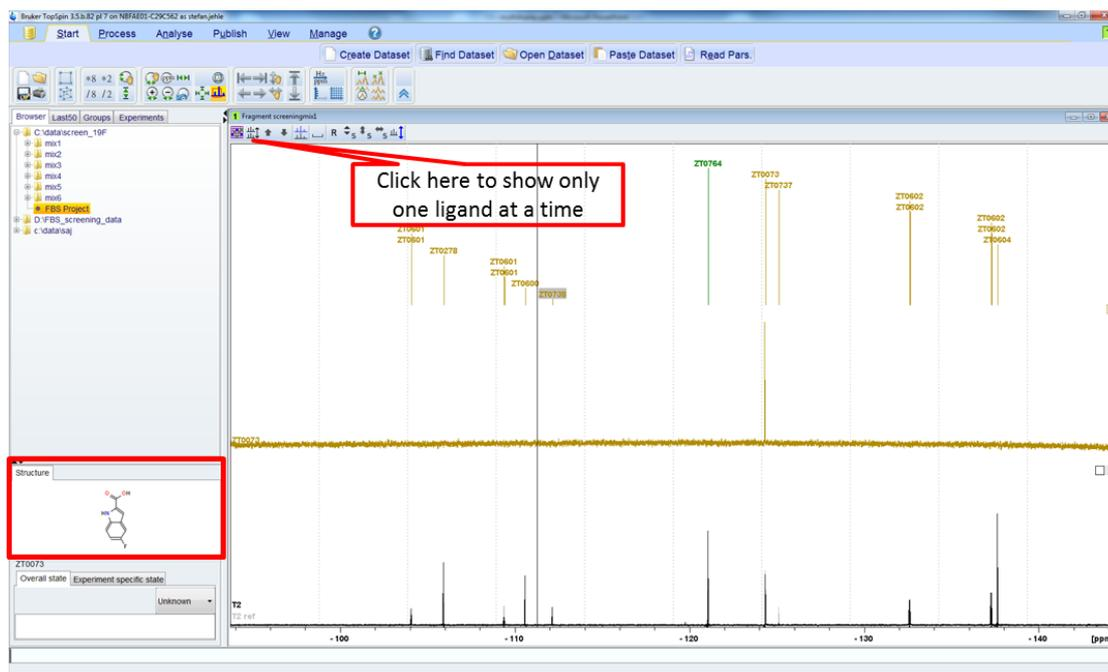 Bruker TopSpin 3.5.b.82 pl 7 on NBFAE01-C29C562 as stefan.jehle
Start Process Analyse Publish View Manage ?
Create Dataset Find Dataset Open Dataset Paste Dataset Read Pars.
*8 *2
/8 /2
Browser Last50 Groups Experiments
C:\data\screen_19F
mix1
mix2
mix3
mix4
mix5
mix6
FBS Project
D:\FBS_screening_data
c:\data\saj
1 Fragment screeningmix1
R S S S
Click here to show only
one ligand at a time
ZT0764
ZT0073
ZT0737
ZT0602
ZT0602
ZT0602
ZT0602
ZT0604
ZT0601
ZT0601
ZT0278
ZT0601
ZT0601
ZT0600
ZT0738
ZT0073
T2
T2 ref
-100 -110 -120 -130 -140 [ppm
Structure
O OH
HN
F
ZT0073
Overall state Experiment specific state
Unknown